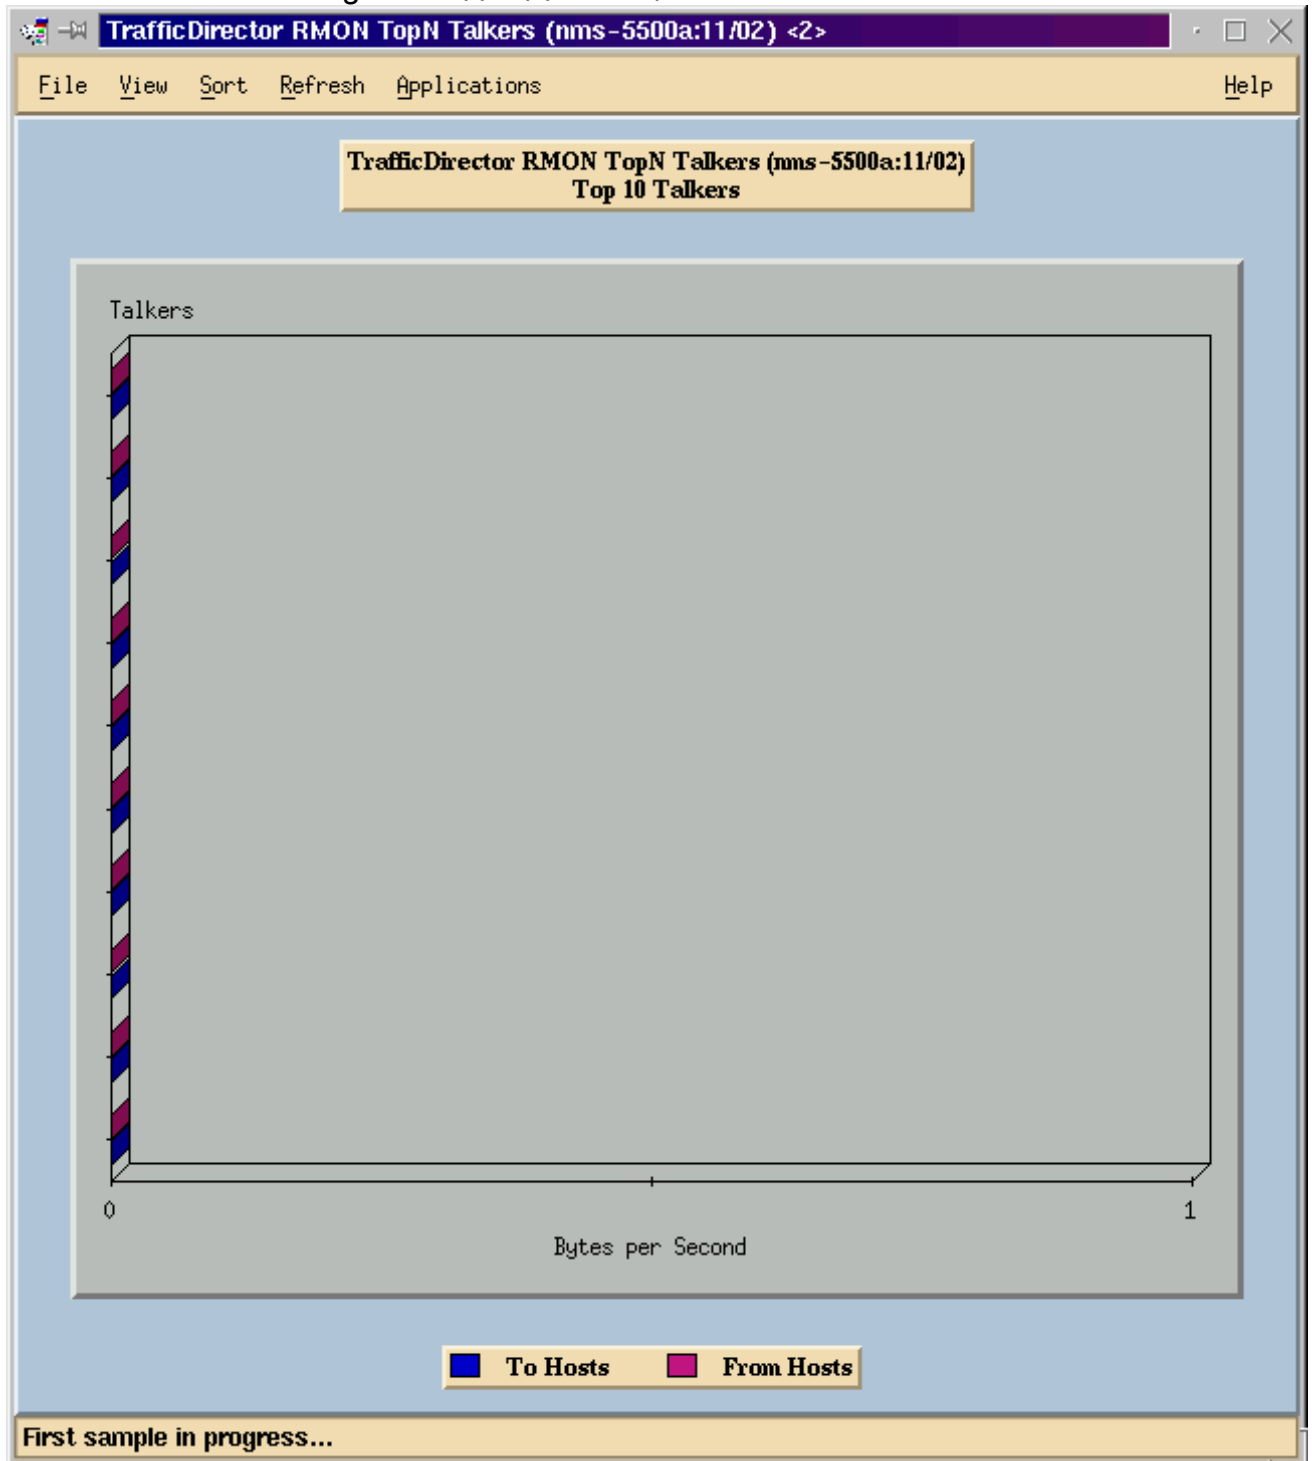 TrafficDirector RMON TopN Talkers (nms-5500a:11/02) <2>
File View Sort Refresh Applications Help
TrafficDirector RMON TopN Talkers (nms-5500a:11/02)
Top 10 Talkers
Talkers
0 1
Bytes per Second
To Hosts From Hosts
First sample in progress...